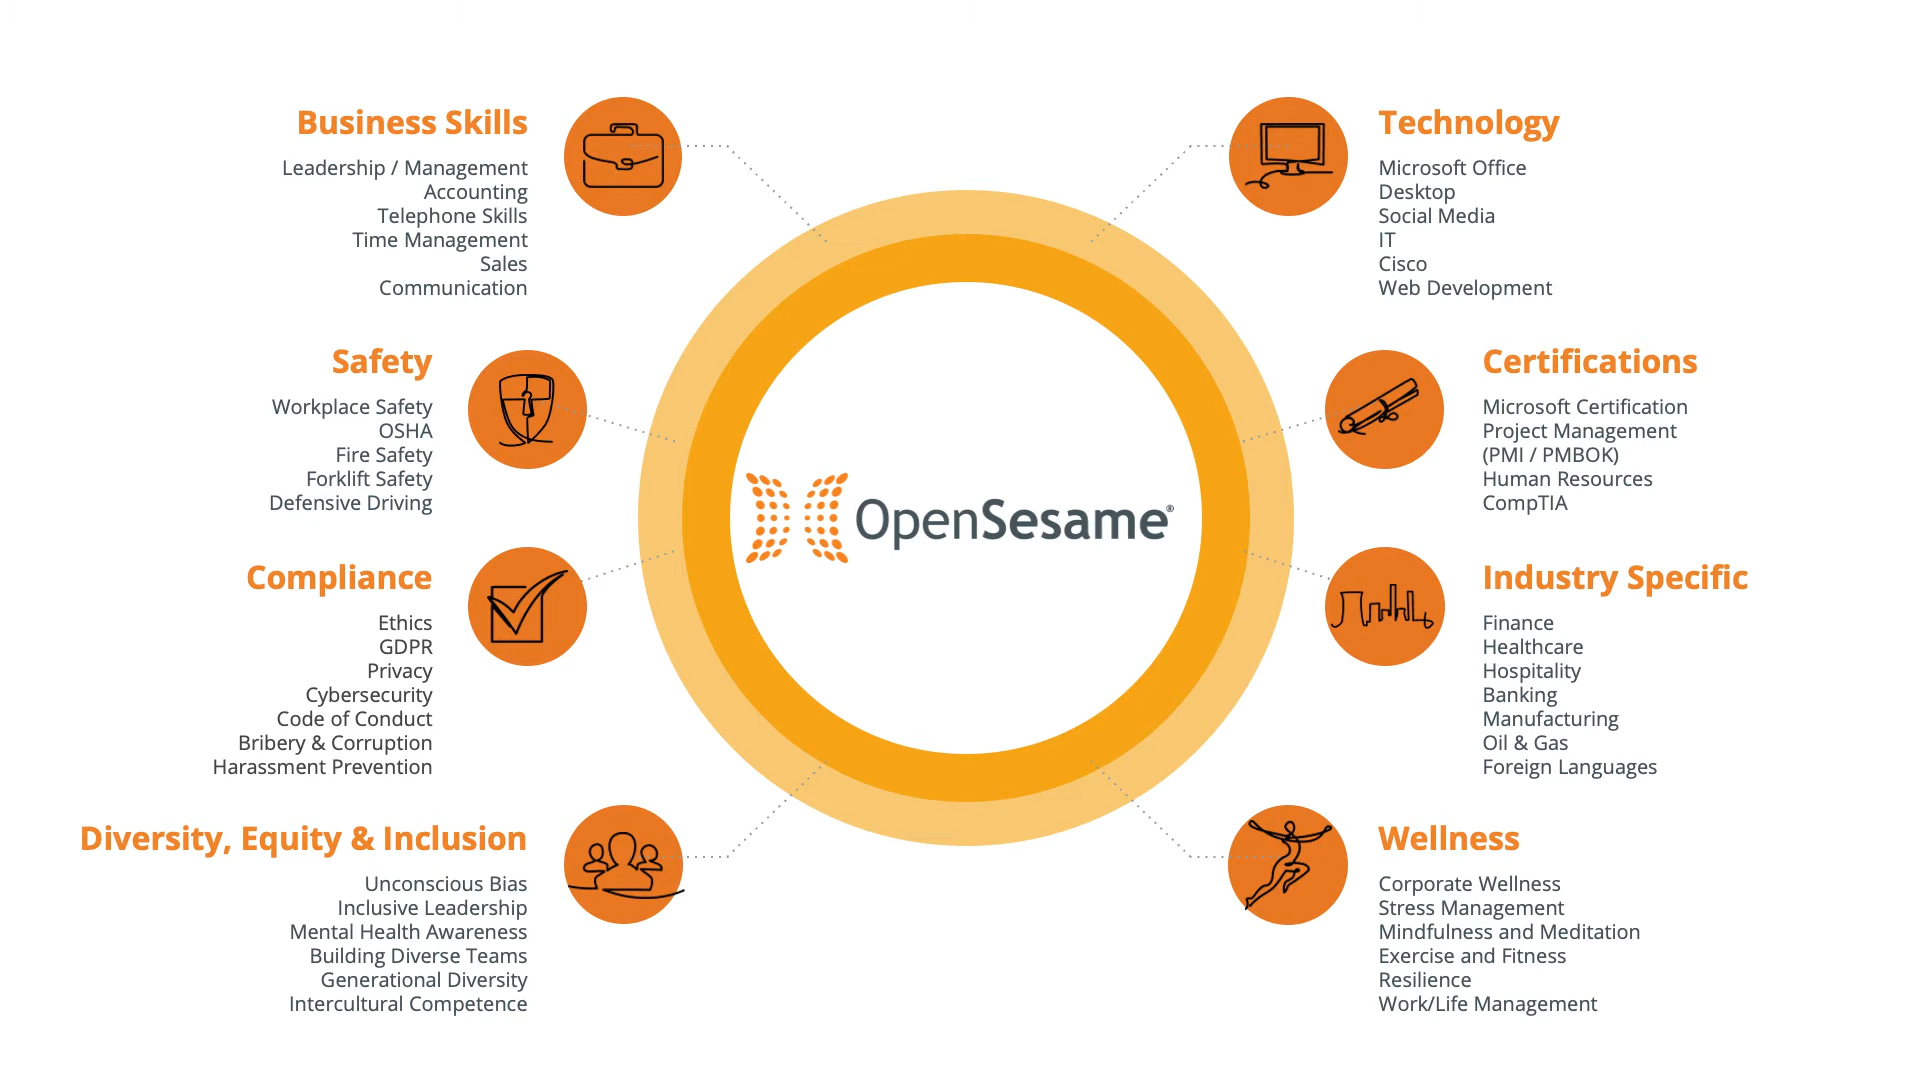 Business Skills
Leadership / Management
Accounting
Telephone Skills
Time Management
Sales
Communication
Safety
Workplace Safety
OSHA
Fire Safety
Forklift Safety
Defensive Driving
Compliance
Ethics
GDPR
Privacy
Cybersecurity
Code of Conduct
Bribery & Corruption
Harassment Prevention
Diversity, Equity & Inclusion
Unconscious Bias
Inclusive Leadership
Mental Health Awareness
Building Diverse Teams
Generational Diversity
Intercultural Competence
OpenSesame®
Technology
Microsoft Office
Desktop
Social Media
IT
Cisco
Web Development
Certifications
Microsoft Certification
Project Management
(PMI / PMBOK)
Human Resources
CompTIA
Industry Specific
Finance
Healthcare
Hospitality
Banking
Manufacturing
Oil & Gas
Foreign Languages
Wellness
Corporate Wellness
Stress Management
Mindfulness and Meditation
Exercise and Fitness
Resilience
Work/Life Management